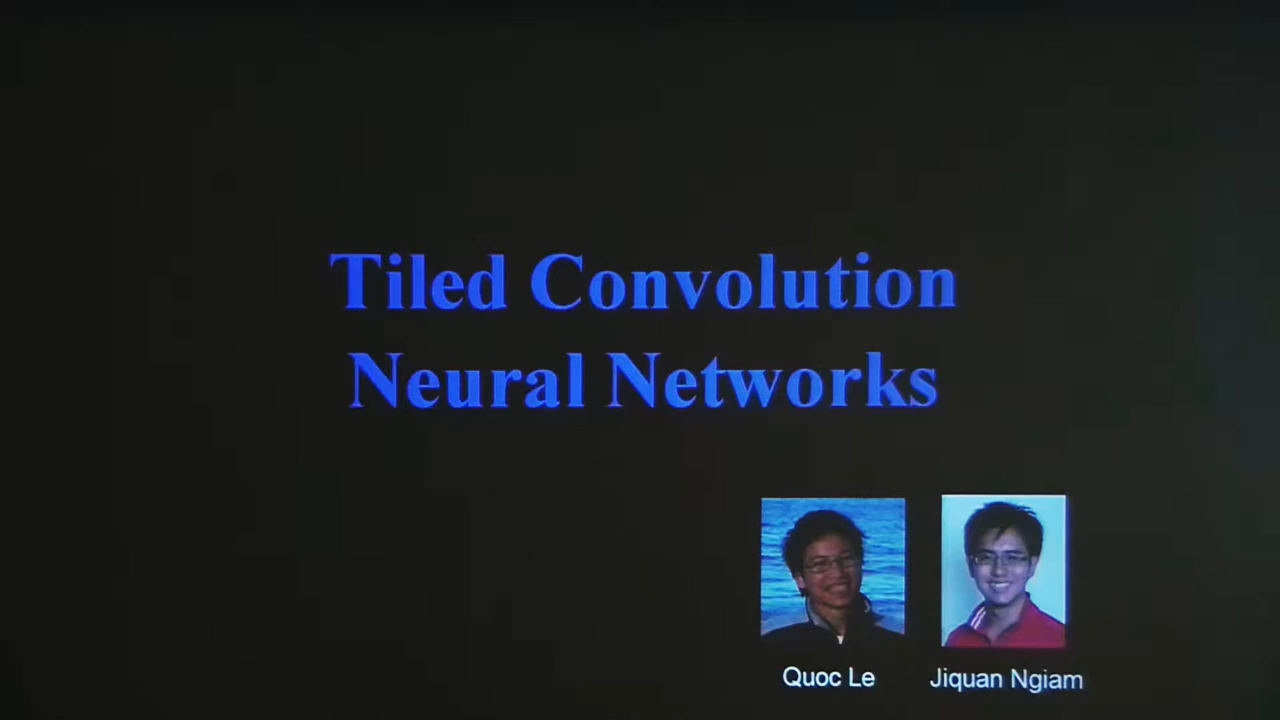 Tiled Convolution
Neural Networks
Quoc Le
Jiquan Ngiam